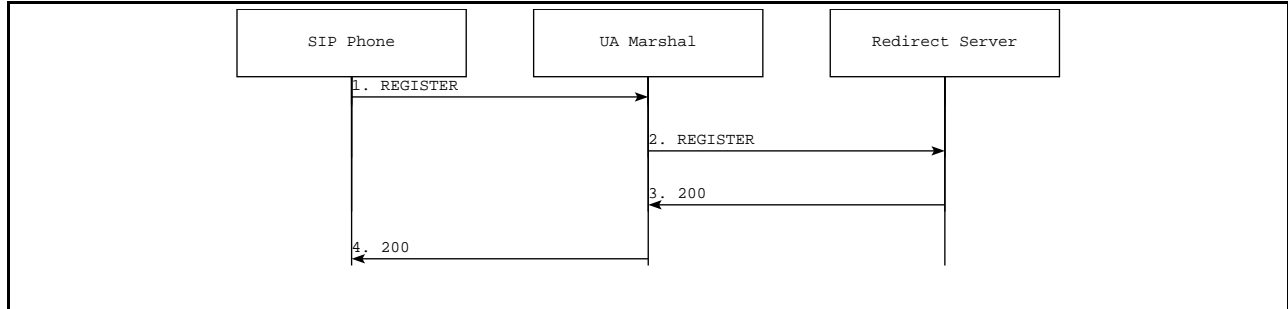 SIP Phone
UA Marshal
Redirect Server
1. REGISTER
2. REGISTER
3. 200
4. 200